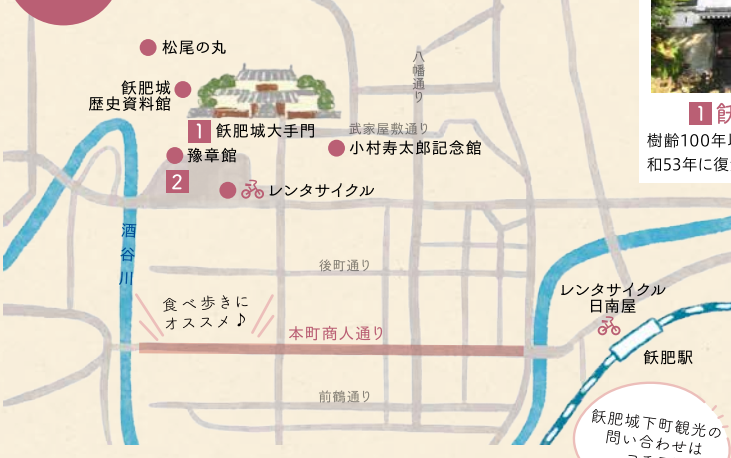 松尾の丸
飫肥城
歴史資料館
1 飫肥城大手門
八幡通り
武家屋敷通り
小村寿太郎記念館
豫章館
2
レンタサイクル
1 飫
樹齢100年
和53年に復
酒谷川
後町通り
食べ歩きに
オススメ♪
本町商人通り
レンタサイクル
日南屋
飫肥駅
前鶴通り
飫肥城下町観光の
問い合わせは